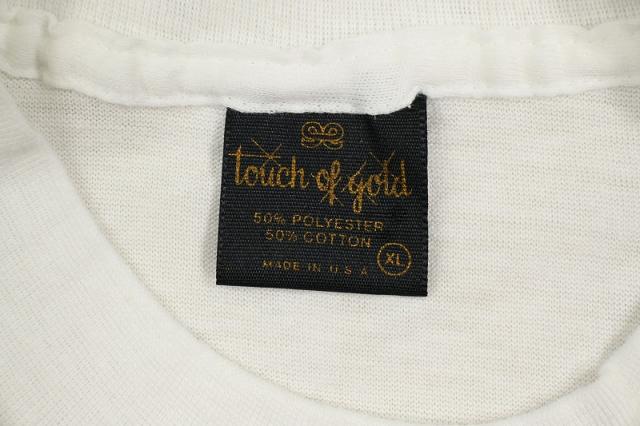 touch of gold
50% POLYESTER
50% COTTON
XL
MADE IN U.S.A